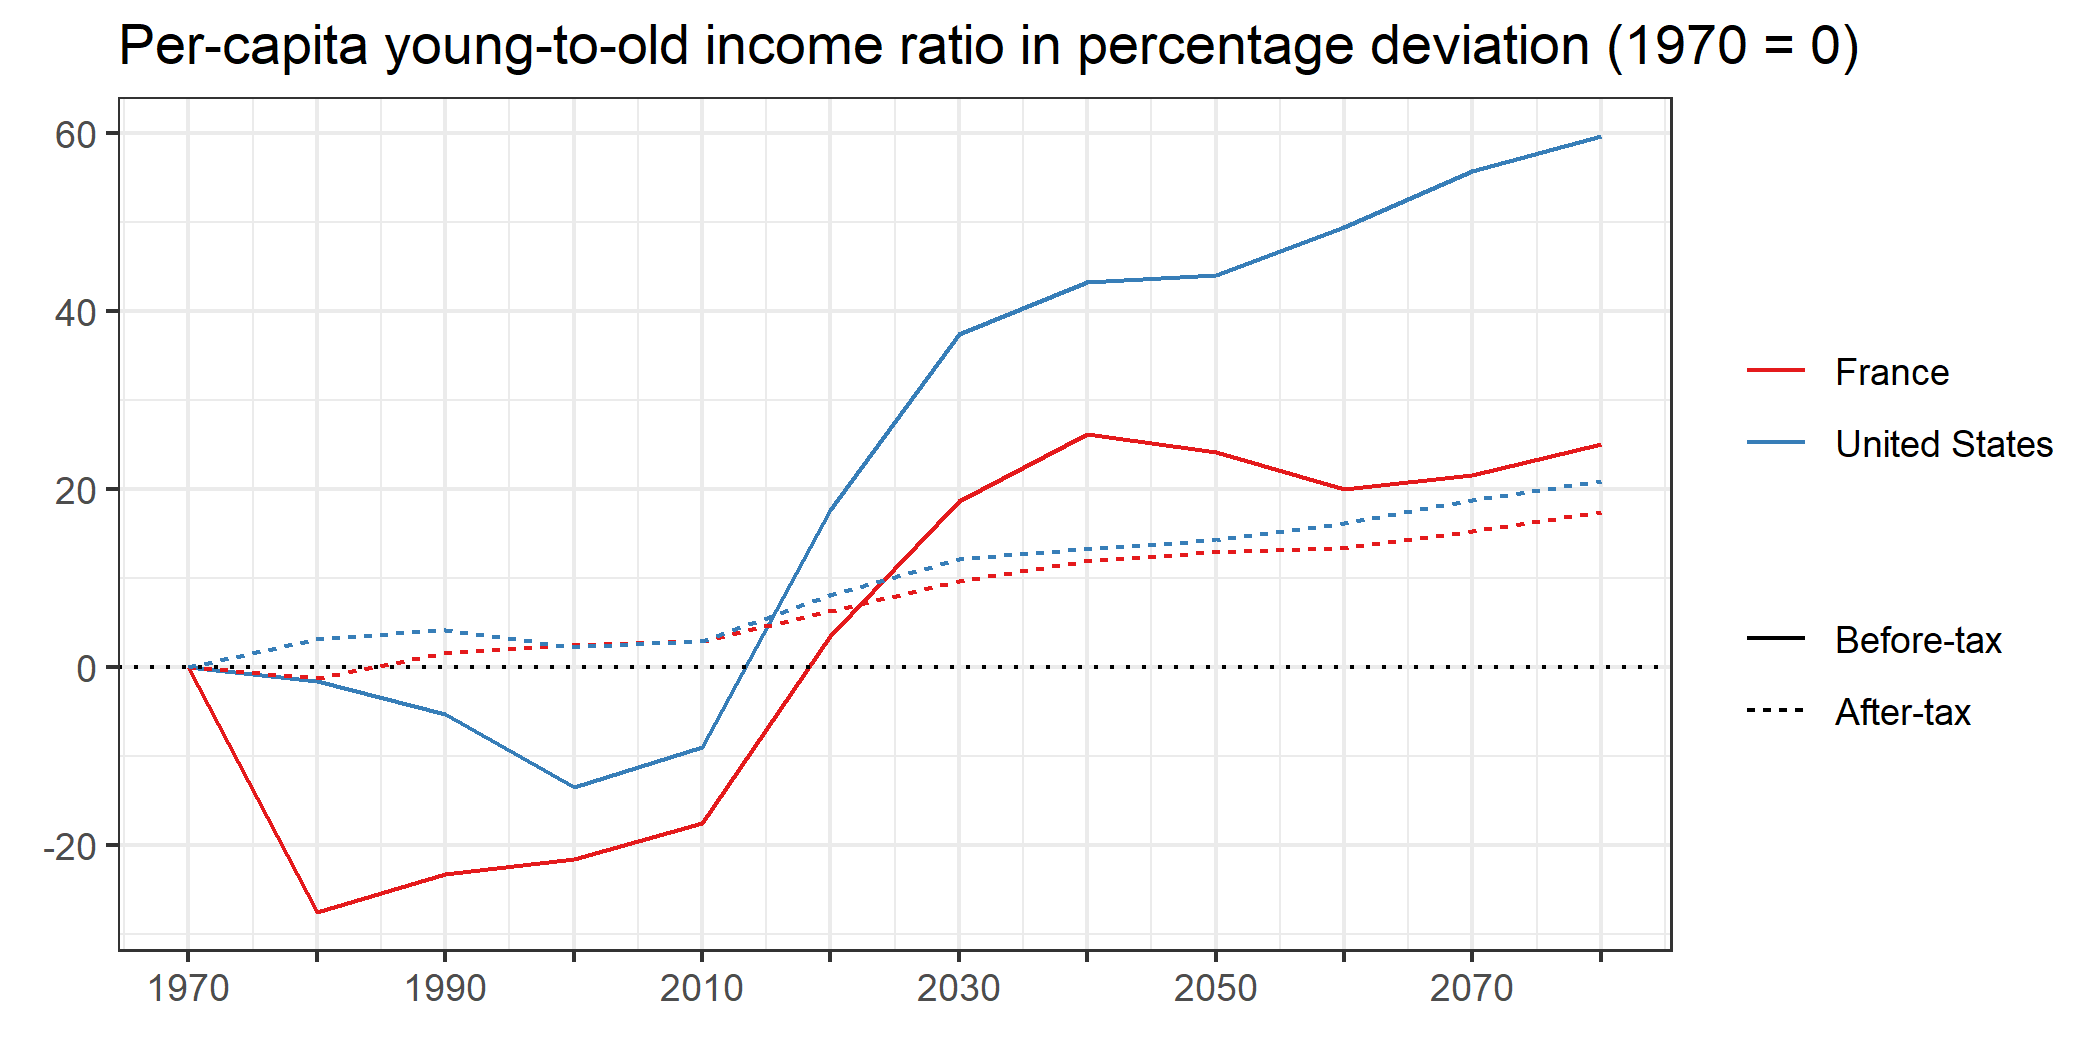 Per-capita young-to-old income ratio in percentage deviation (1970 = 0)
60
40
20
0
-20
1970 1990 2010 2030 2050 2070
France
United States
Before-tax
After-tax